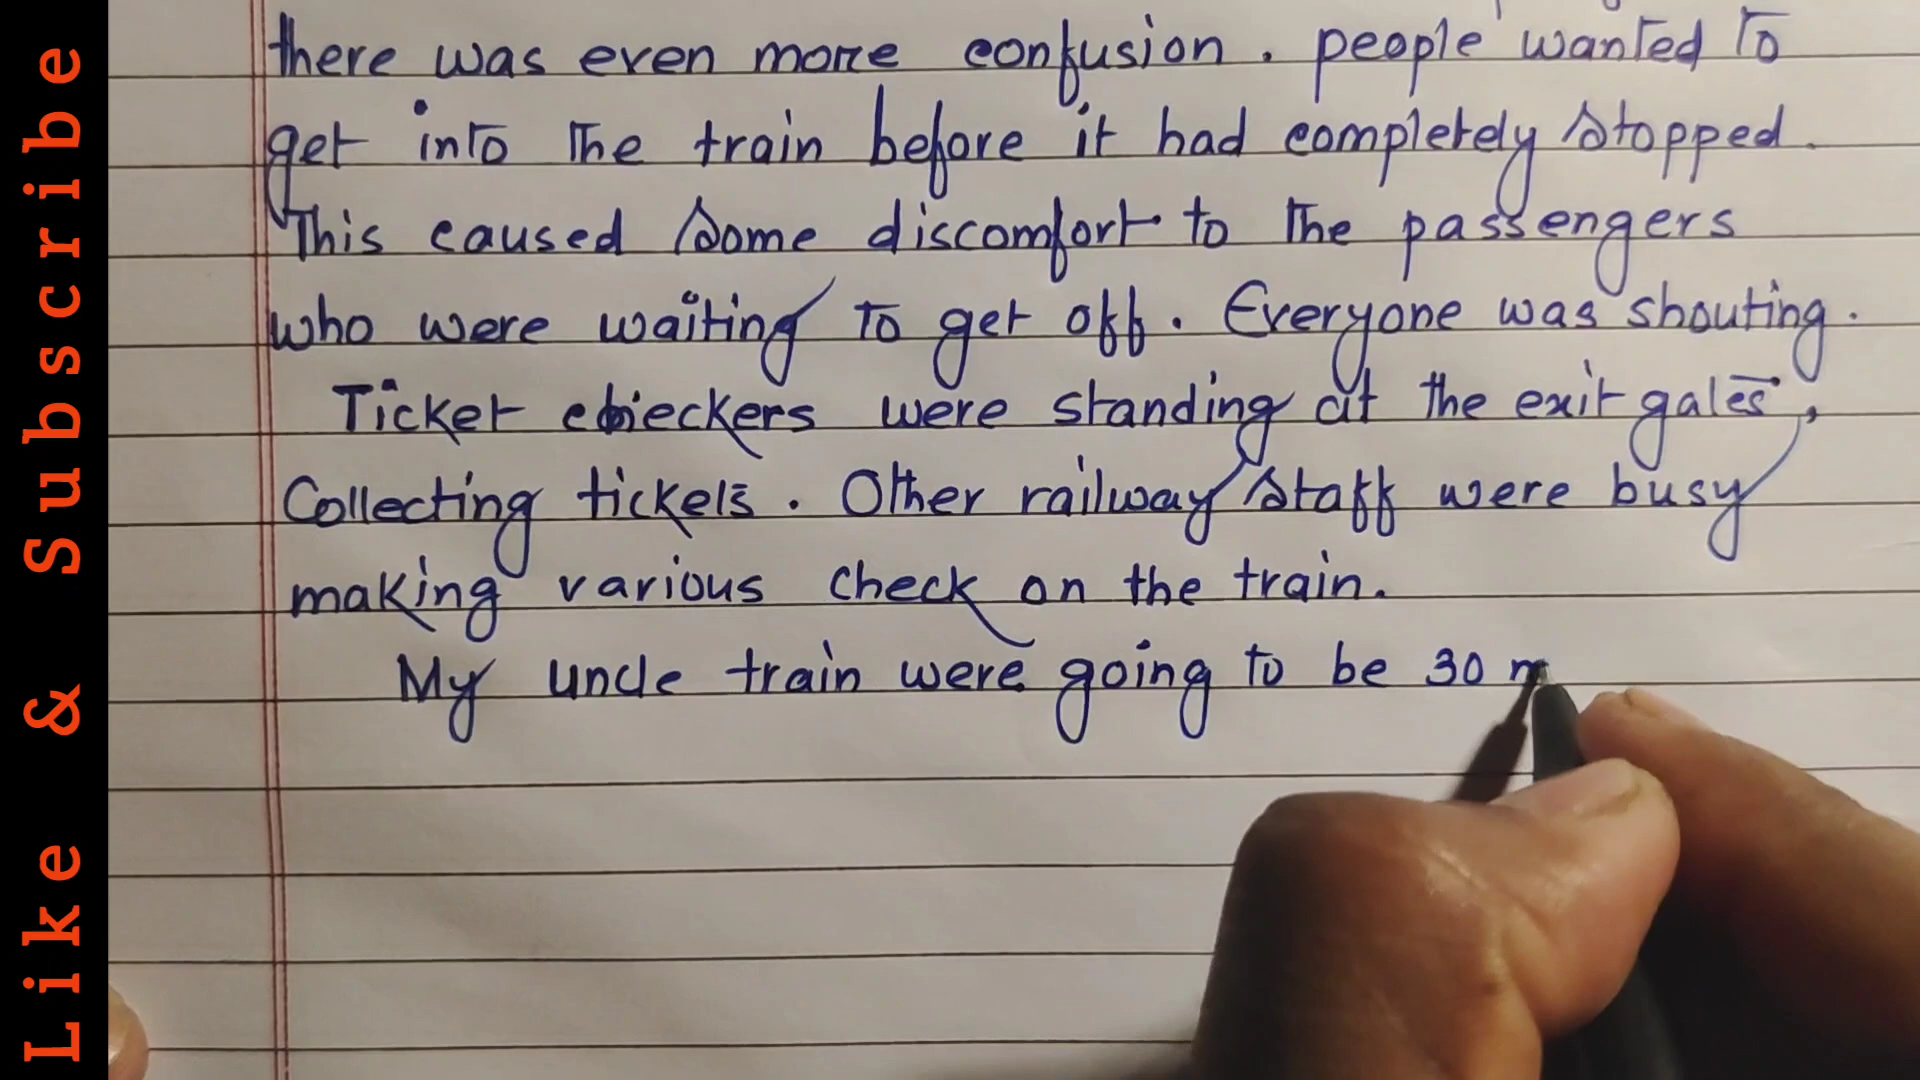 Like & Subscribe
there was even more confusion. people wanted to
get into the train before it had completely stopped.
This caused some discomfort to the passengers
who were waiting to get off. Everyone was shouting.
Ticket checkers were standing at the exit gales,
Collecting tickels. Other railway staff were busy
making various check on the train.
My uncle train were going to be 30 m